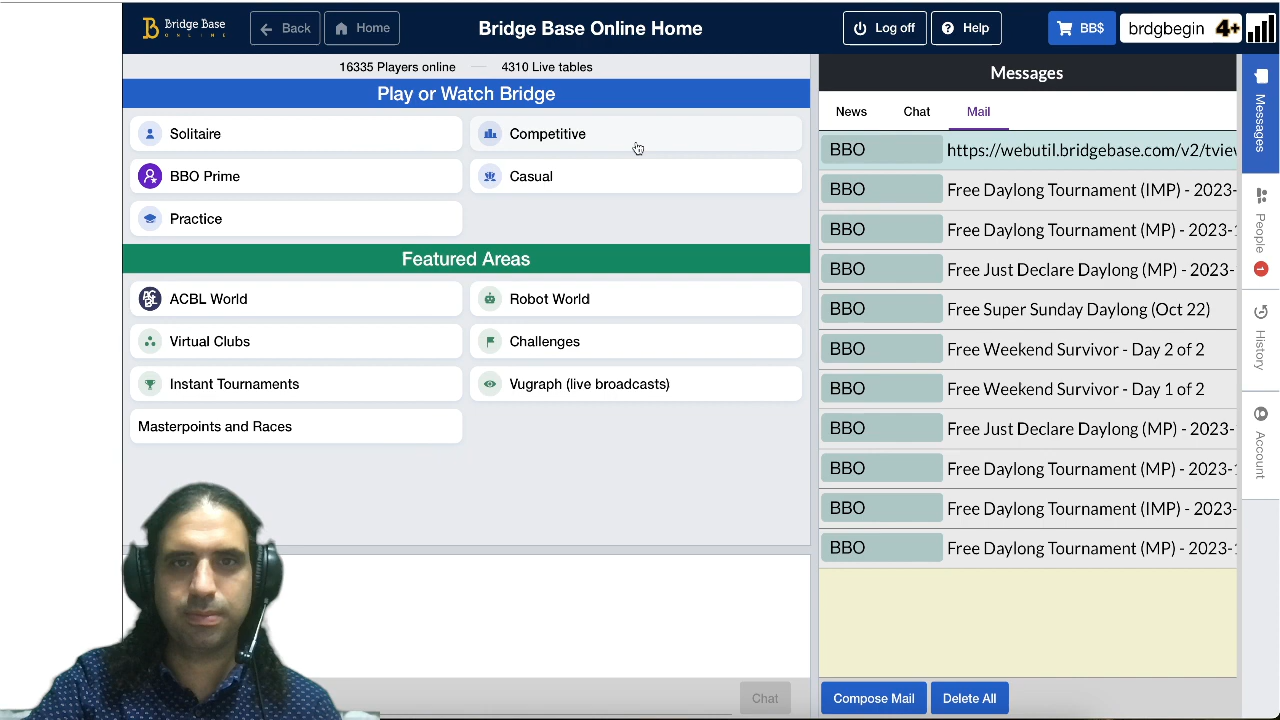 Bridge Base
ONLINE
Back
Home
Bridge Base Online Home
Log off
Help
BB$
brdgbegin 4+
16335 Players online
4310 Live tables
Play or Watch Bridge
Solitaire
Competitive
BBO Prime
Casual
Practice
Featured Areas
ACBL World
Robot World
Virtual Clubs
Challenges
Instant Tournaments
Vugraph (live broadcasts)
Masterpoints and Races
Chat
Messages
News
Chat
Mail
BBO https://webutil.bridgebase.com/v2/tview
BBO Free Daylong Tournament (IMP) - 2023-
BBO Free Daylong Tournament (MP) - 2023-1
BBO Free Just Declare Daylong (MP) - 2023-
BBO Free Super Sunday Daylong (Oct 22)
BBO Free Weekend Survivor - Day 2 of 2
BBO Free Weekend Survivor - Day 1 of 2
BBO Free Just Declare Daylong (MP) - 2023-
BBO Free Daylong Tournament (MP) - 2023-1
BBO Free Daylong Tournament (IMP) - 2023-
BBO Free Daylong Tournament (MP) - 2023-1
Compose Mail
Delete All
Messages
People
1
History
Account